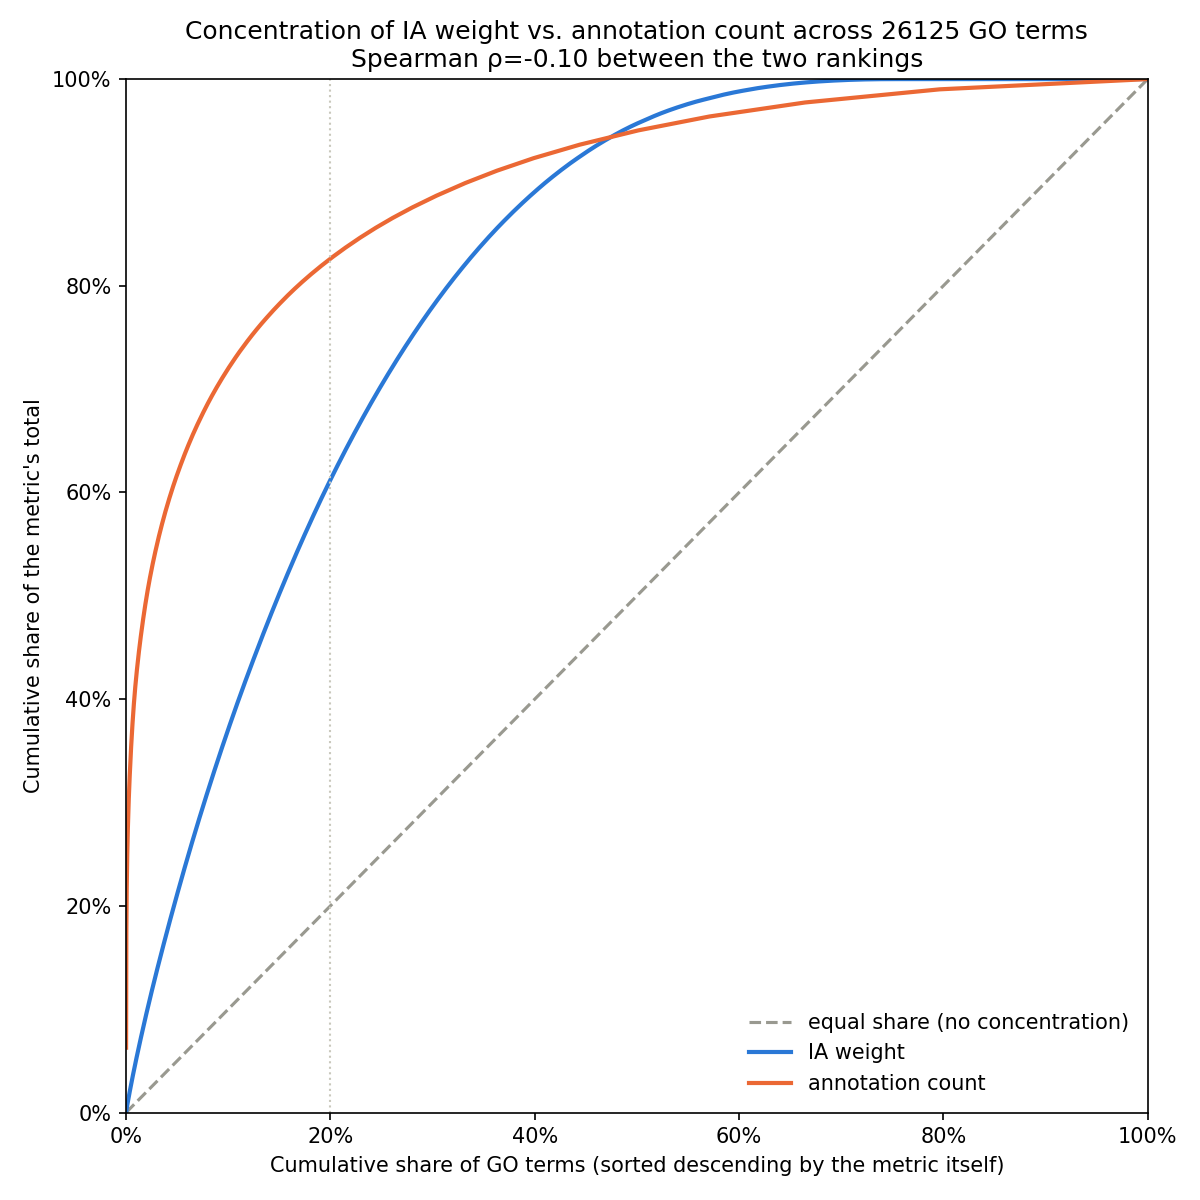 Concentration of IA weight vs. annotation count across 26125 GO terms
Spearman ρ=-0.10 between the two rankings
100%
80%
60%
40%
20%
0%
Cumulative share of the metric's total
equal share (no concentration)
IA weight
annotation count
0%
20%
40%
60%
80%
100%
Cumulative share of GO terms (sorted descending by the metric itself)